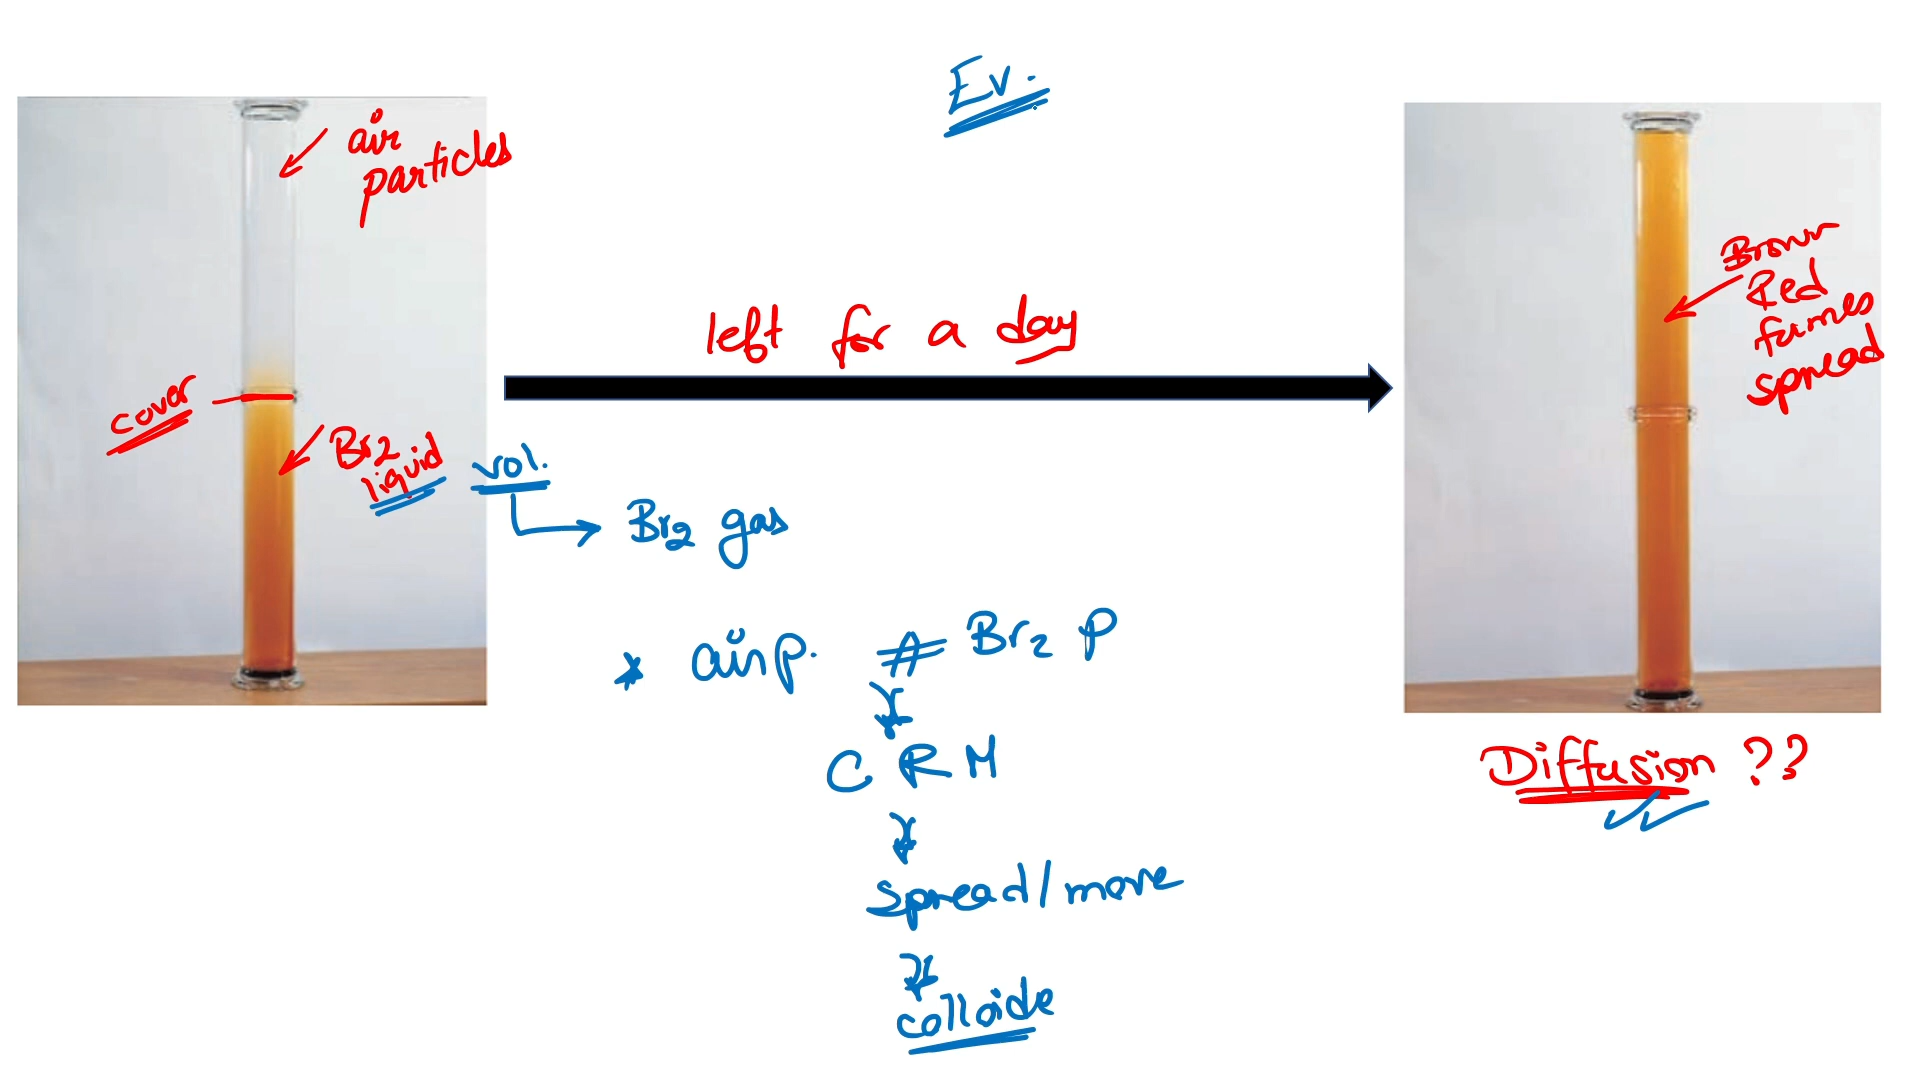 Ev.
air
particles
cover
Br2
liquid
vol.
Br2 gas
left for a day
* air p. & Br2 P
C R M
spread/move
colloide
Brown
Red
fumes
spread
Diffusion ??